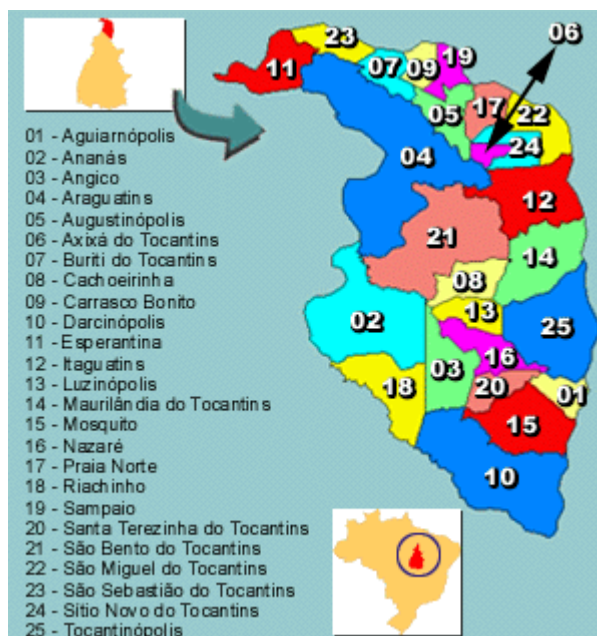 01 - Aguiarnópolis
02 - Ananás
03 - Angico
04 - Araguatins
05 - Augustinópolis
06 - Axixá do Tocantins
07 - Buriti do Tocantins
08 - Cachoeirinha
09 - Carrasco Bonito
10 - Darcinópolis
11 - Esperantina
12 - Itaguatins
13 - Luzinópolis
14 - Maurilândia do Tocantins
15 - Mosquito
16 - Nazaré
17 - Praia Norte
18 - Riachinho
19 - Sampaio
20 - Santa Terezinha do Tocantins
21 - São Bento do Tocantins
22 - São Miguel do Tocantins
23 - São Sebastião do Tocantins
24 - Sítio Novo do Tocantins
25 - Tocantinópolis
06
23
19
11
07
09
05
17
22
24
04
12
21
14
08
02
13
25
16
03
18
20
01
15
10